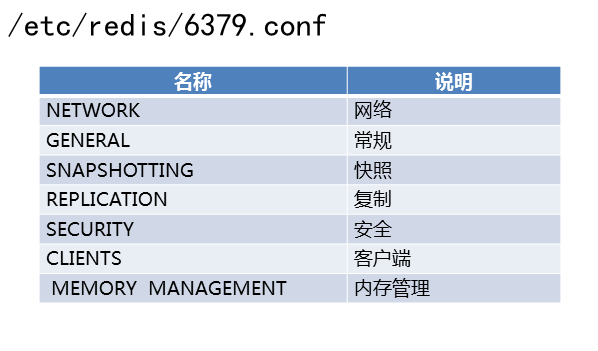 /etc/redis/6379.conf
名称 说明
NETWORK 网络
GENERAL 常规
SNAPSHOTTING 快照
REPLICATION 复制
SECURITY 安全
CLIENTS 客户端
MEMORY MANAGEMENT 内存管理